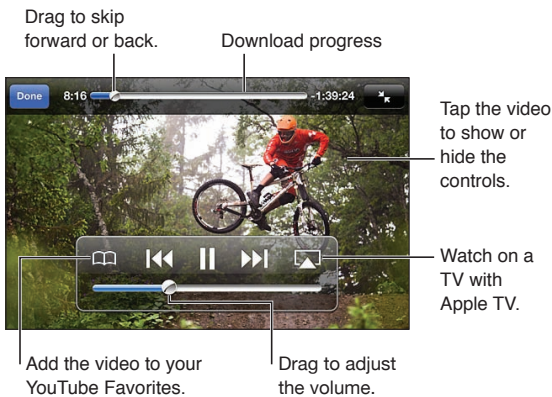 Drag to skip
forward or back.
Download progress
Done
8:16
-1:39:24
Tap the video
to show or
hide the
controls.
Watch on a
TV with
Apple TV.
Add the video to your
YouTube Favorites.
Drag to adjust
the volume.